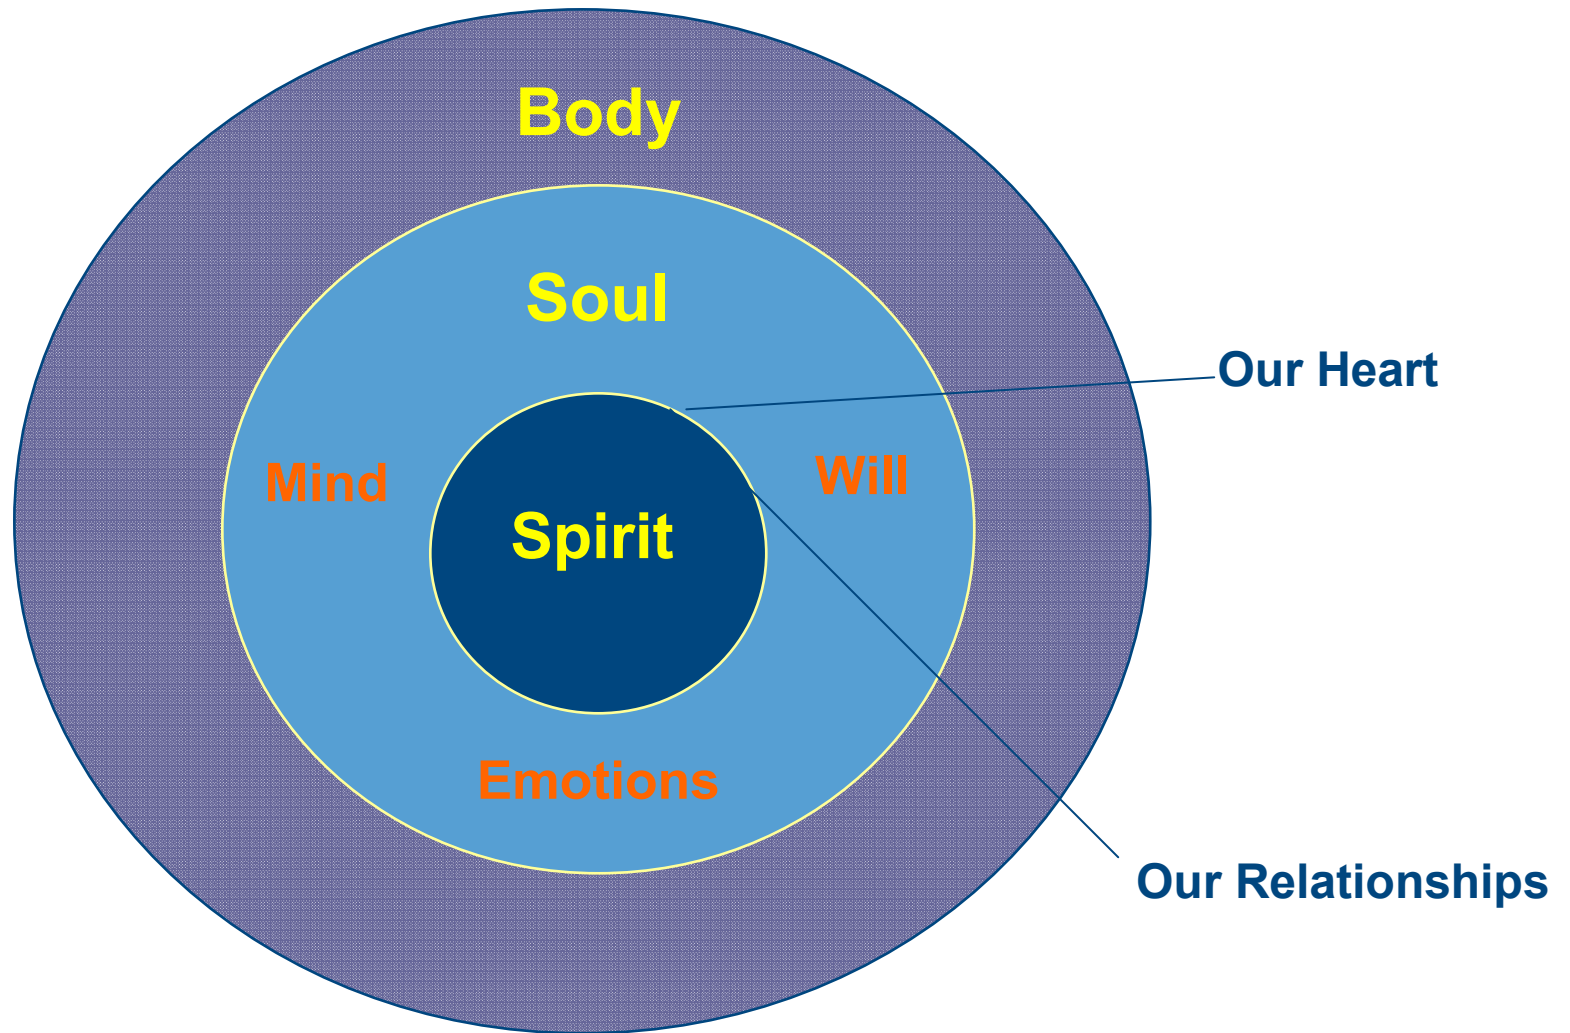 Body
Soul
Our Heart
Mind
Will
Spirit
Emotions
Our Relationships